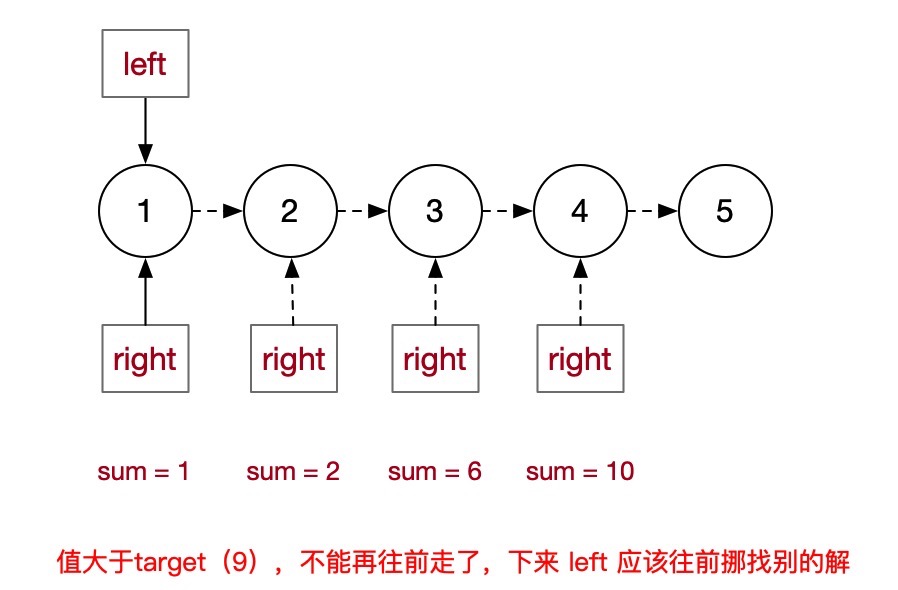 left
1 2 3 4 5
right right right right
sum = 1 sum = 2 sum = 6 sum = 10
值大于target（9），不能再往前走了，下来 left 应该往前挪找别的解